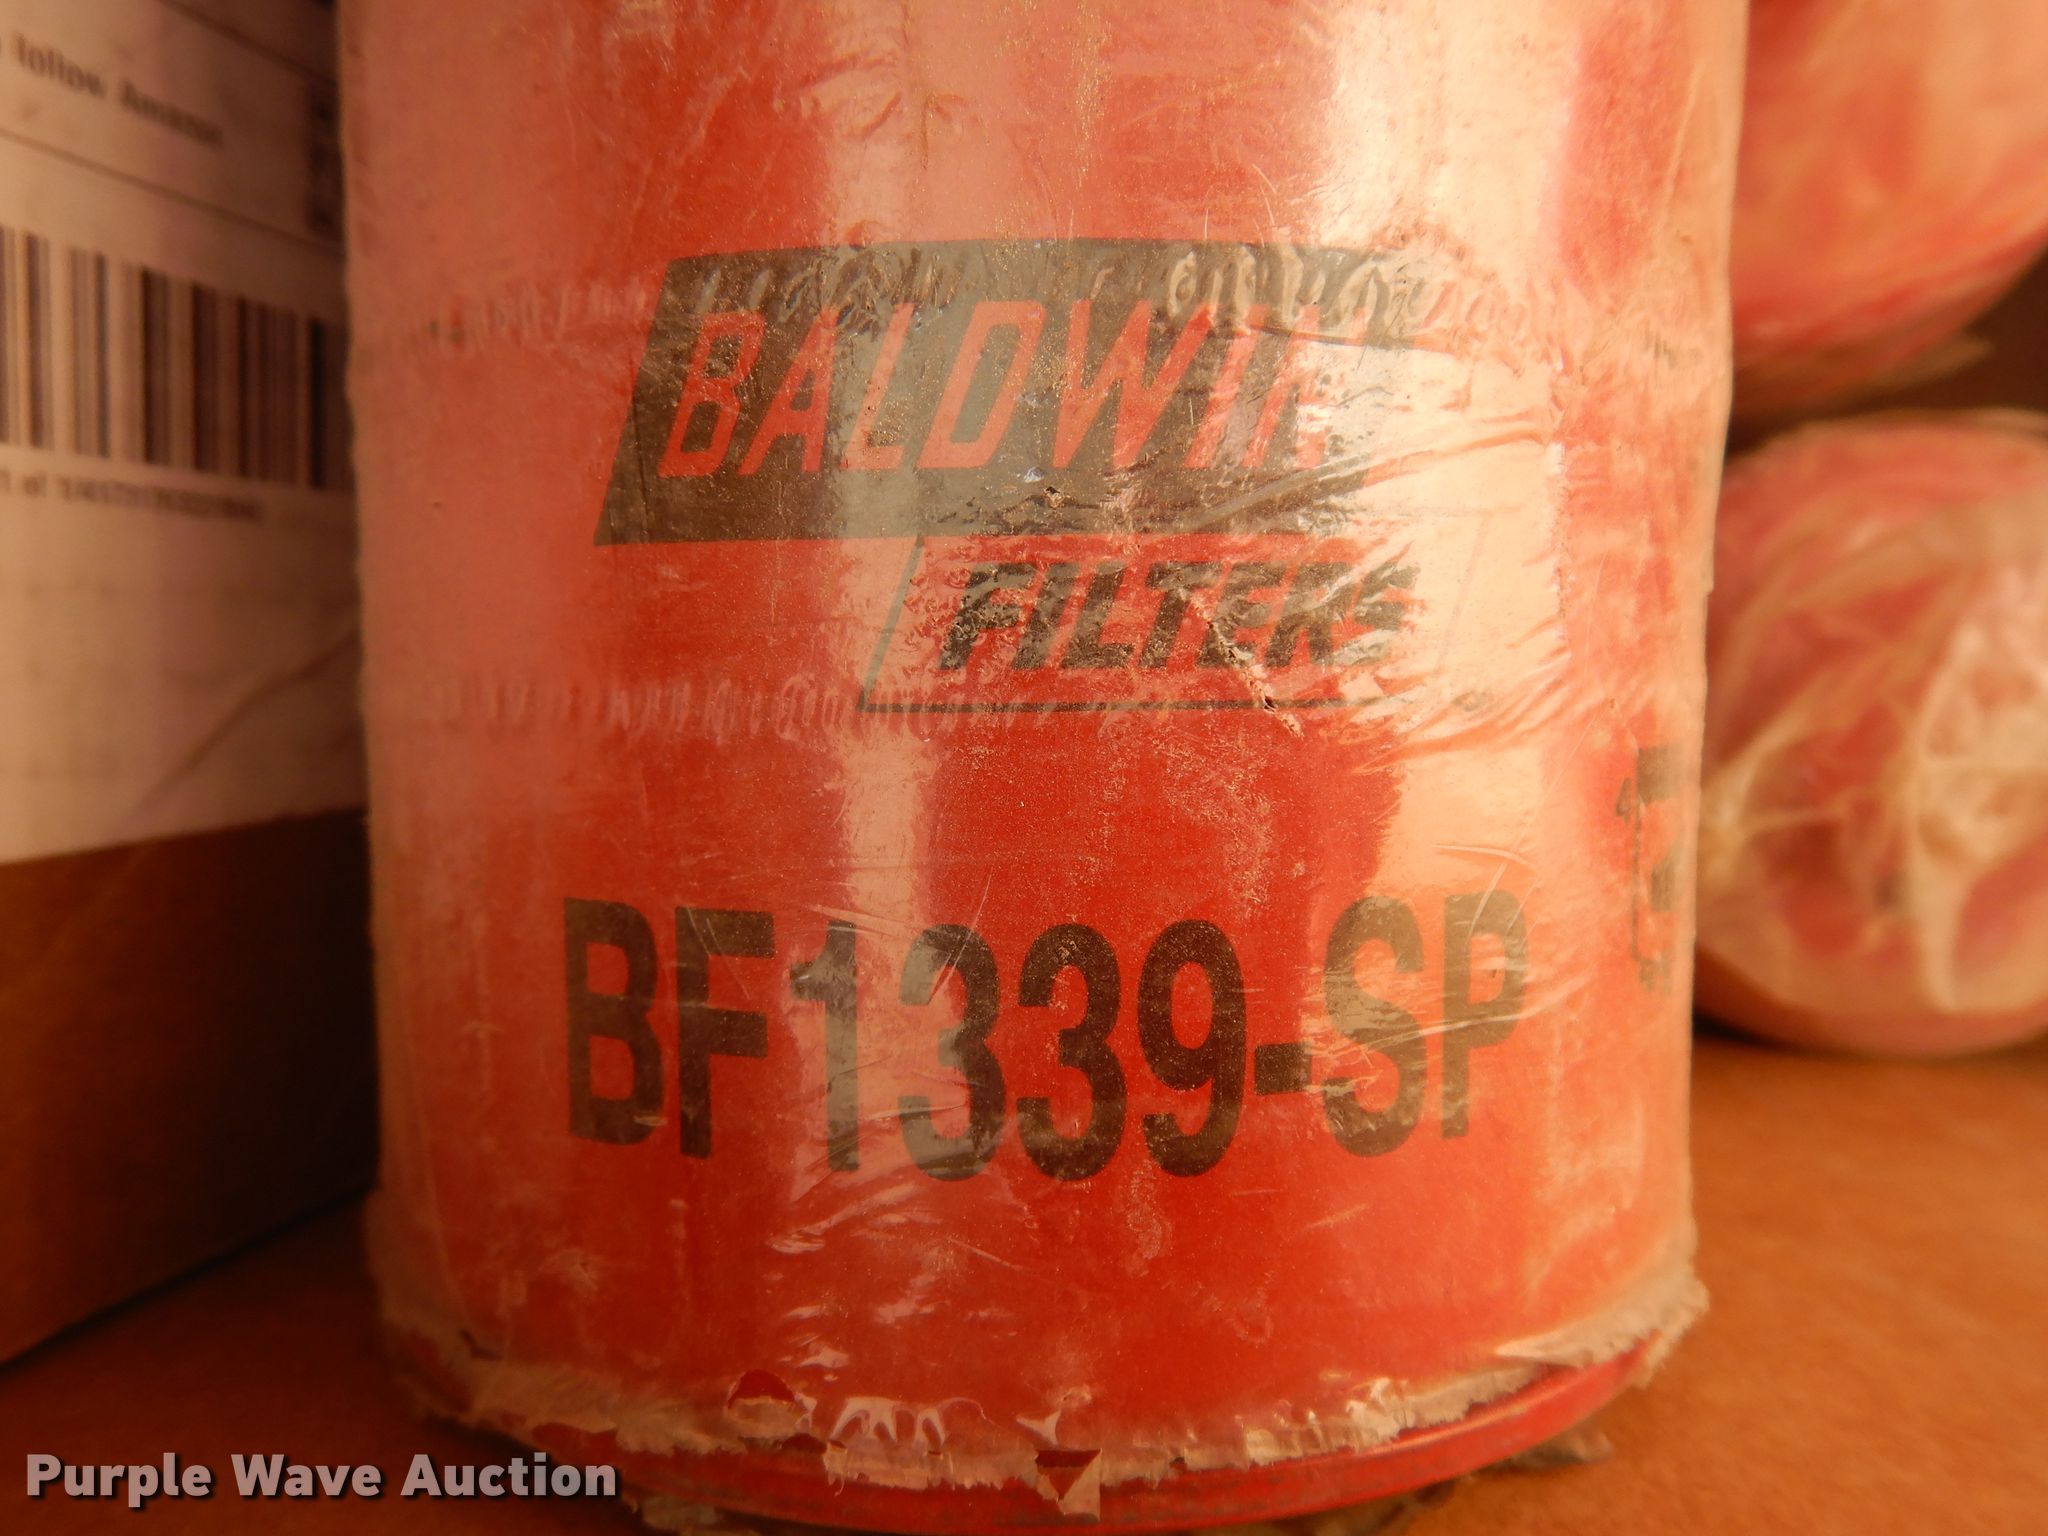 BALDWIN
FILTERS
BF1339-SP
Purple Wave Auction